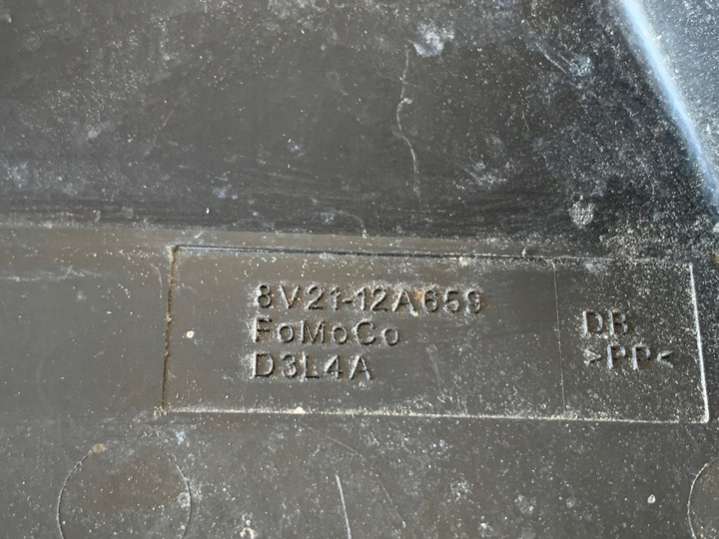 8V21-12A659
FoMoCo
D3L4A
DB
>PP<